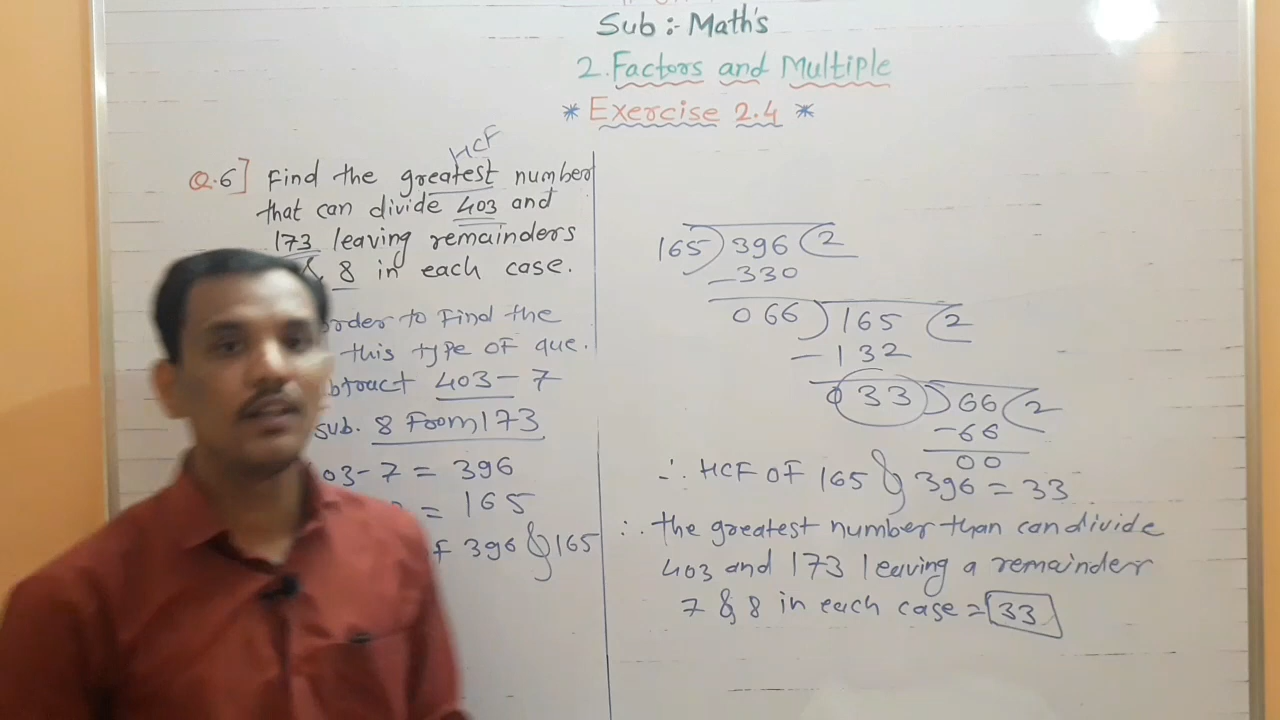 Sub :- Math's
2. Factors and Multiple
* Exercise 2.4 *
HCF
Q.6] Find the greatest number
that can divide 403 and
173 leaving remainders
& 8 in each case.
order to Find the
this type of que.
btract 403 - 7
sub. 8 From 173
03 - 7 = 396
= 165
f 396 & 165
165 ) 396 ( 2
- 330
066 ) 165 ( 2
- 132
033 ) 66 ( 2
- 66
00
∴ HCF OF 165 & 396 = 33
∴ the greatest number than can divide
403 and 173 leaving a remainder
7 & 8 in each case = 33